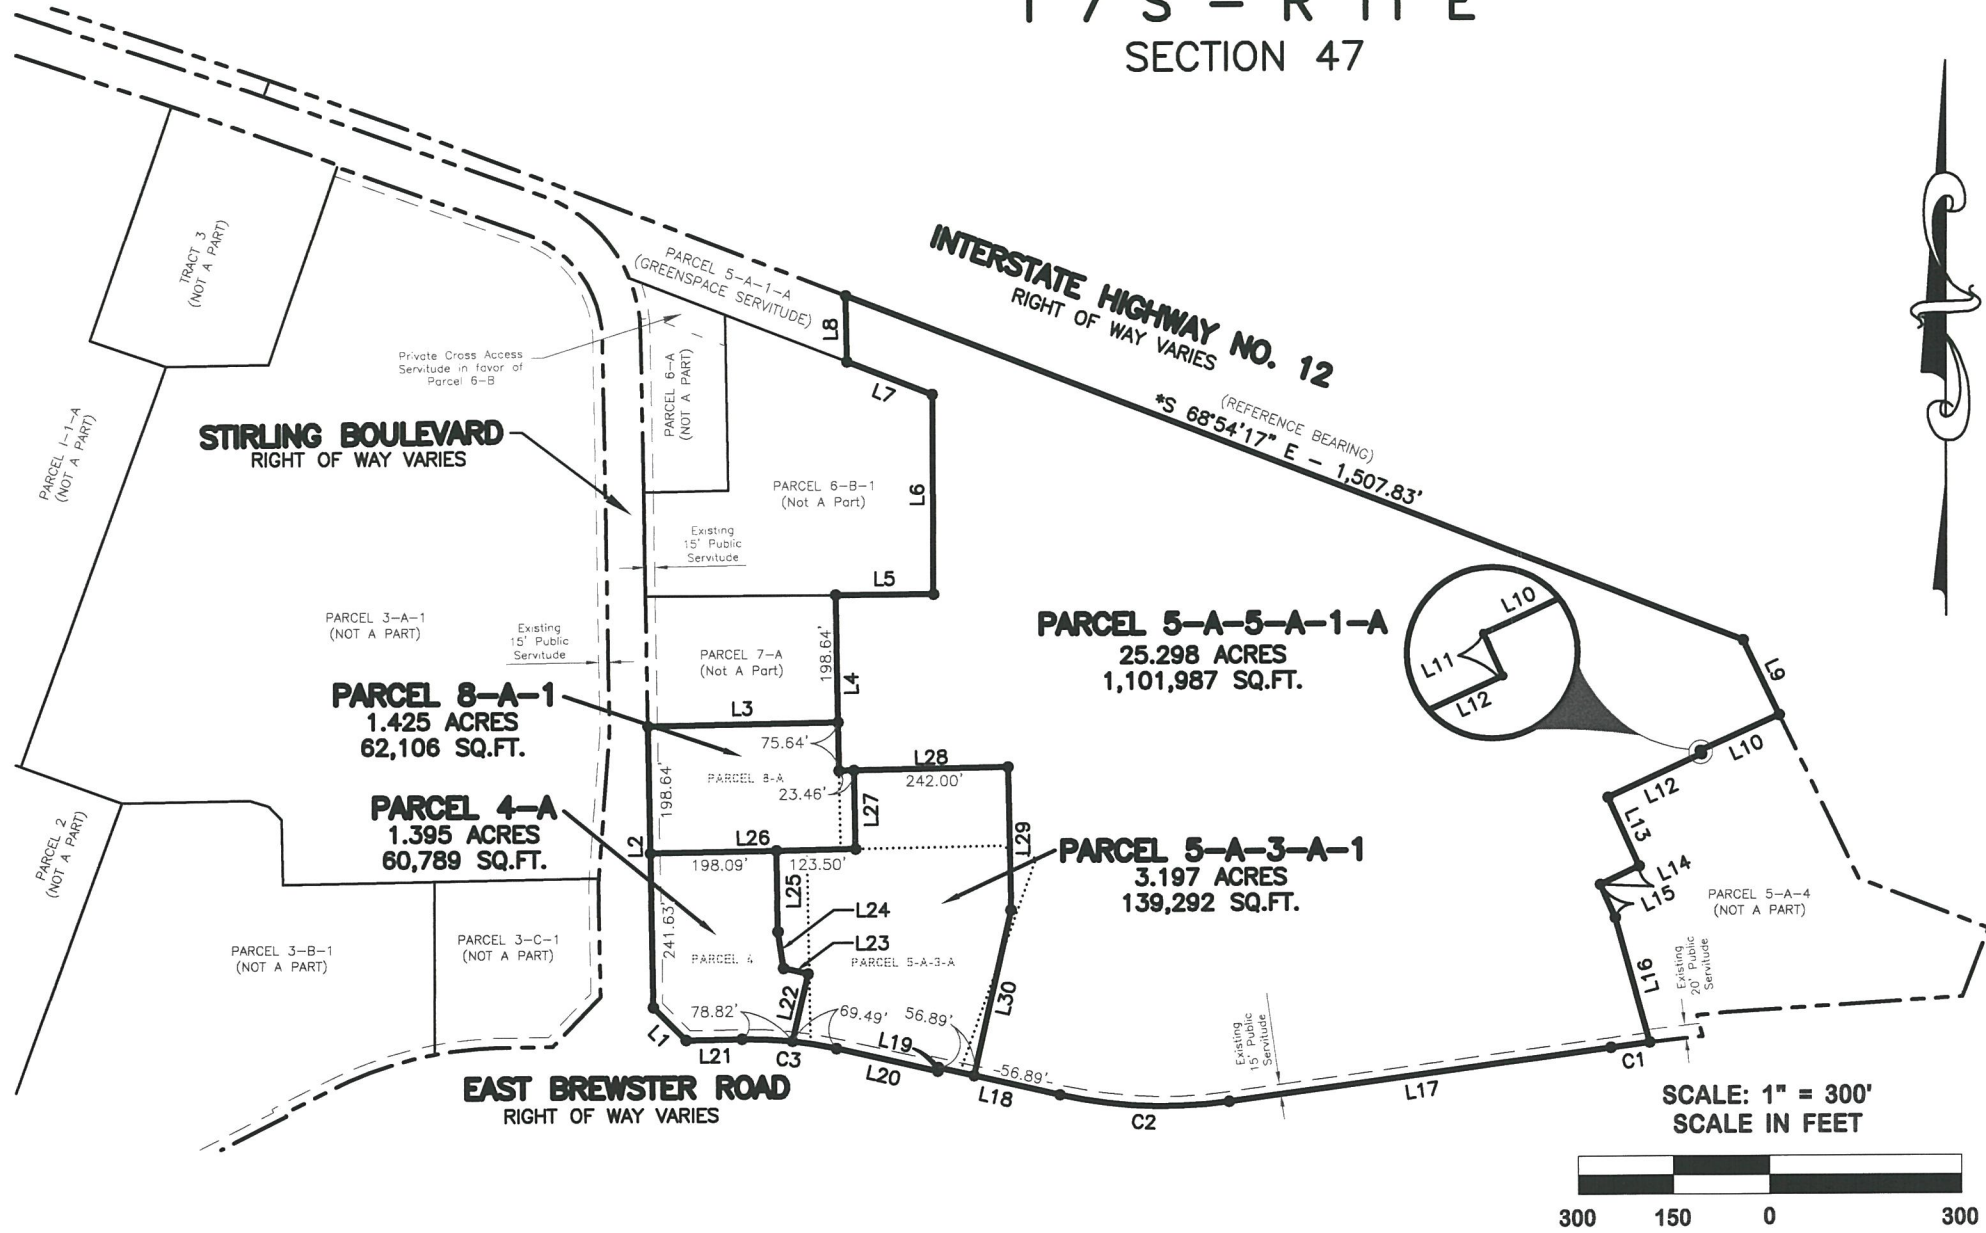 SECTION 47
INTERSTATE HIGHWAY NO. 12
RIGHT OF WAY VARIES
(REFERENCE BEARING)
*S 68°54'17" E - 1,507.83'
PARCEL 5-A-1-A
(GREENSPACE SERVITUDE)
TRACT 3
(NOT A PART)
L8
L7
L6
L5
Private Cross Access
Servitude in favor of
Parcel 6-B
PARCEL 6-A
(NOT A PART)
PARCEL 1-1-A
(NOT A PART)
STIRLING BOULEVARD
RIGHT OF WAY VARIES
PARCEL 6-B-1
(Not A Part)
Existing
15' Public
Servitude
PARCEL 3-A-1
(NOT A PART)
Existing
15' Public
Servitude
PARCEL 7-A
(Not A Part)
198.64'
L4
L3
PARCEL 5-A-5-A-1-A
25.298 ACRES
1,101,987 SQ.FT.
L10
L11
L12
L9
L10
L12
L13
L14
L15
L16
PARCEL 5-A-4
(NOT A PART)
Existing
20' Public
Servitude
PARCEL 8-A-1
1.425 ACRES
62,106 SQ.FT.
75.64'
PARCEL 8-A
23.46'
198.64'
L28
242.00'
L27
L29
PARCEL 4-A
1.395 ACRES
60,789 SQ.FT.
L2
L26
198.09'
123.50'
L25
L24
L23
PARCEL 5-A-3-A-1
3.197 ACRES
139,292 SQ.FT.
PARCEL 2
(NOT A PART)
PARCEL 3-B-1
(NOT A PART)
PARCEL 3-C-1
(NOT A PART)
241.63'
PARCEL 4
PARCEL 5-A-3-A
L22
L30
78.82'
69.49'
56.89'
L1
L21
C3
L19
L20
56.89'
L18
C2
L17
C1
Existing
15' Public
Servitude
EAST BREWSTER ROAD
RIGHT OF WAY VARIES
SCALE: 1" = 300'
SCALE IN FEET
300 150 0 300